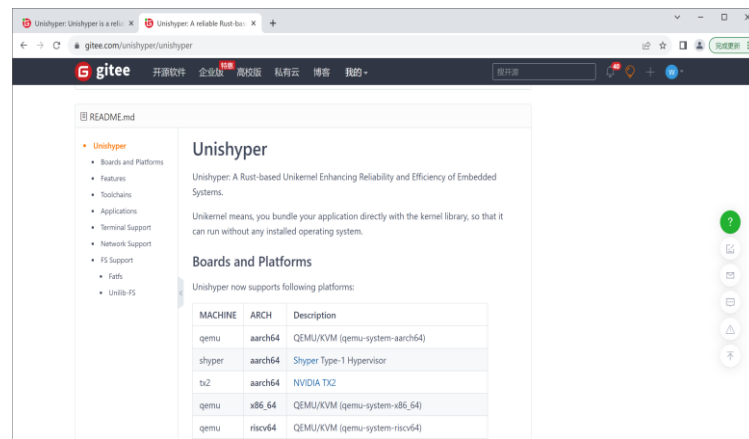 Unishyper: Unishyper is a relia
Unishyper: A reliable Rust-bas
gitee.com/unishyper/unishyper
完成更新
gitee 开源软件 企业版 特惠 高校版 私有云 博客 我的 搜开源 40 W
README.md
Unishyper
Boards and Platforms
Features
Toolchains
Applications
Terminal Support
Network Support
FS Support
Fatfs
Unilib-FS
Unishyper
Unishyper: A Rust-based Unikernel Enhancing Reliability and Efficiency of Embedded
Systems.
Unikernel means, you bundle your application directly with the kernel library, so that it
can run without any installed operating system.
Boards and Platforms
Unishyper now supports following platforms:
MACHINE ARCH Description
qemu aarch64 QEMU/KVM (qemu-system-aarch64)
shyper aarch64 Shyper Type-1 Hypervisor
tx2 aarch64 NVIDIA TX2
qemu x86_64 QEMU/KVM (qemu-system-x86_64)
qemu riscv64 QEMU/KVM (qemu-system-riscv64)
?